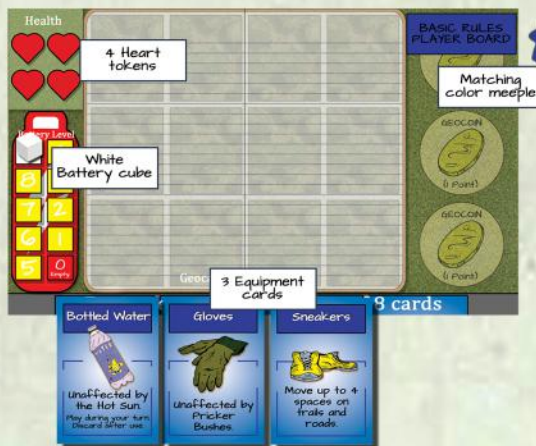 Health
4 Heart
tokens
BASIC RULES
PLAYER BOARD
Matching
color meeple
Battery Level
White
Battery cube
8
7 2
6 1
5 0
Empty
GEOCOIN
(1 Point)
GEOCOIN
(1 Point)
3 Equipment
cards
8 cards
Bottled Water
Unaffected by
the Hot Sun.
Play during your turn.
Discard after use.
Gloves
Unaffected by
Pricker
Bushes.
Sneakers
Move up to 4
spaces on
trails and
roads.